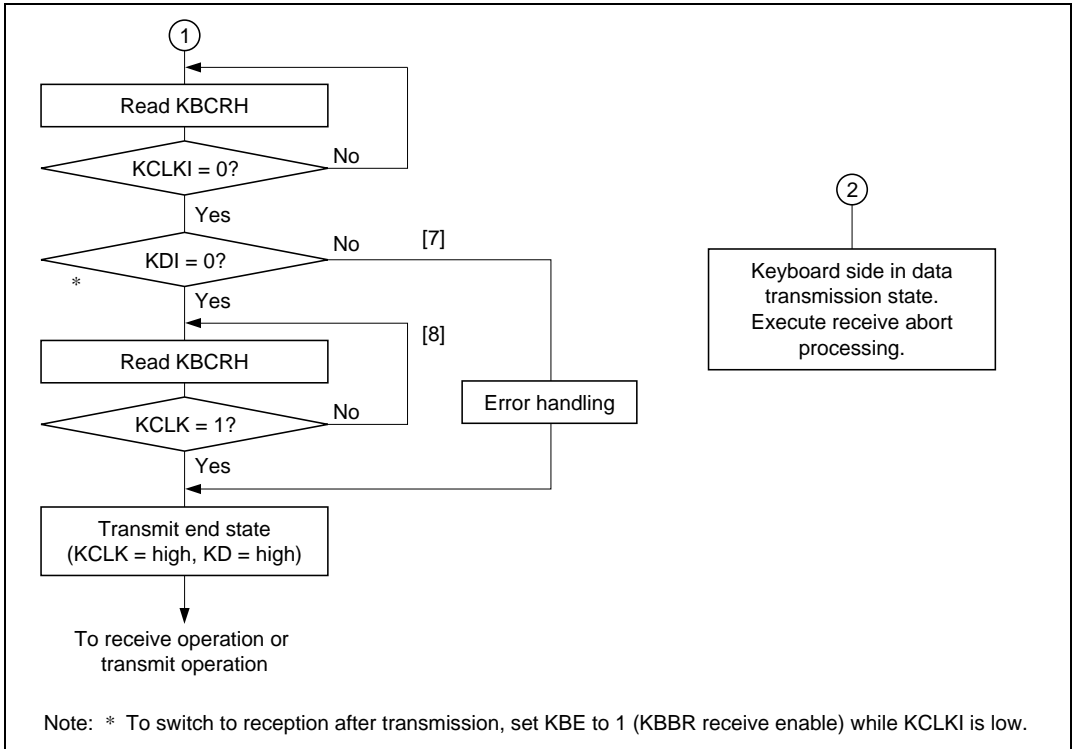 1
Read KBCRH
KCLKI = 0?
No
Yes
KDI = 0?
No
[7]
*
Yes
[8]
Read KBCRH
KCLK = 1?
No
Error handling
Yes
Transmit end state
(KCLK = high, KD = high)
To receive operation or
transmit operation
2
Keyboard side in data
transmission state.
Execute receive abort
processing.
Note: * To switch to reception after transmission, set KBE to 1 (KBBR receive enable) while KCLKI is low.